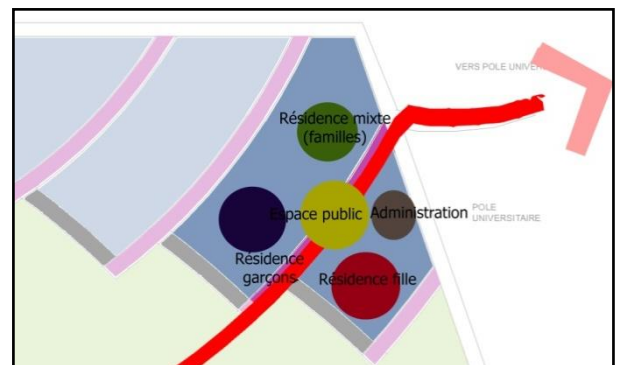 VERS POLE UNIVER
Résidence mixte
(familles)
Espace public
Administration
POLE
UNIVERSITAIRE
Résidence
garçons
Résidence fille